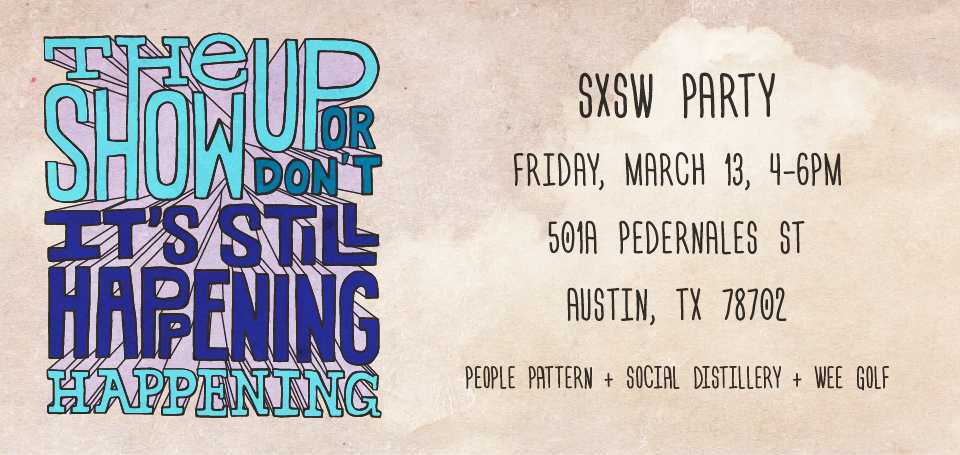 THE UP
SHOW OR
DON'T
IT'S STILL
HAPPENING
HAPPENING
SXSW PARTY
FRIDAY, MARCH 13, 4-6PM
501A PEDERNALES ST
AUSTIN, TX 78702
PEOPLE PATTERN + SOCIAL DISTILLERY + WEE GOLF